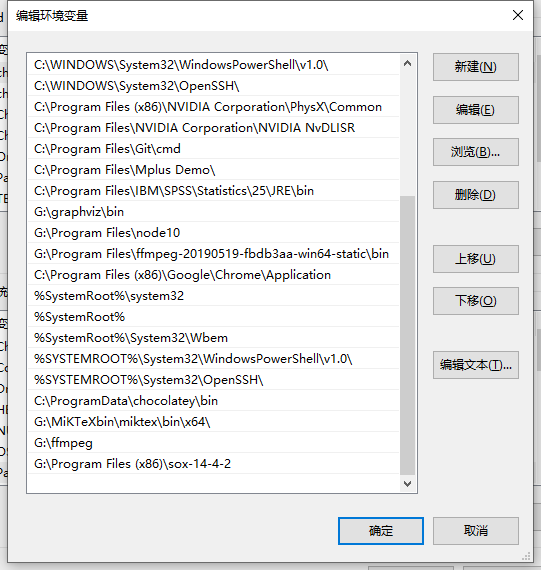 编辑环境变量
C:\WINDOWS\System32\WindowsPowerShell\v1.0\
C:\WINDOWS\System32\OpenSSH\
C:\Program Files (x86)\NVIDIA Corporation\PhysX\Common
C:\Program Files\NVIDIA Corporation\NVIDIA NvDLISR
C:\Program Files\Git\cmd
C:\Program Files\Mplus Demo\
C:\Program Files\IBM\SPSS\Statistics\25\JRE\bin
G:\graphviz\bin
G:\Program Files\node10
G:\Program Files\ffmpeg-20190519-fbdb3aa-win64-static\bin
C:\Program Files (x86)\Google\Chrome\Application
%SystemRoot%\system32
%SystemRoot%
%SystemRoot%\System32\Wbem
%SYSTEMROOT%\System32\WindowsPowerShell\v1.0\
%SYSTEMROOT%\System32\OpenSSH\
C:\ProgramData\chocolatey\bin
G:\MiKTeXbin\miktex\bin\x64\
G:\ffmpeg
G:\Program Files (x86)\sox-14-4-2
新建(N)
编辑(E)
浏览(B)...
删除(D)
上移(U)
下移(O)
编辑文本(T)...
确定
取消